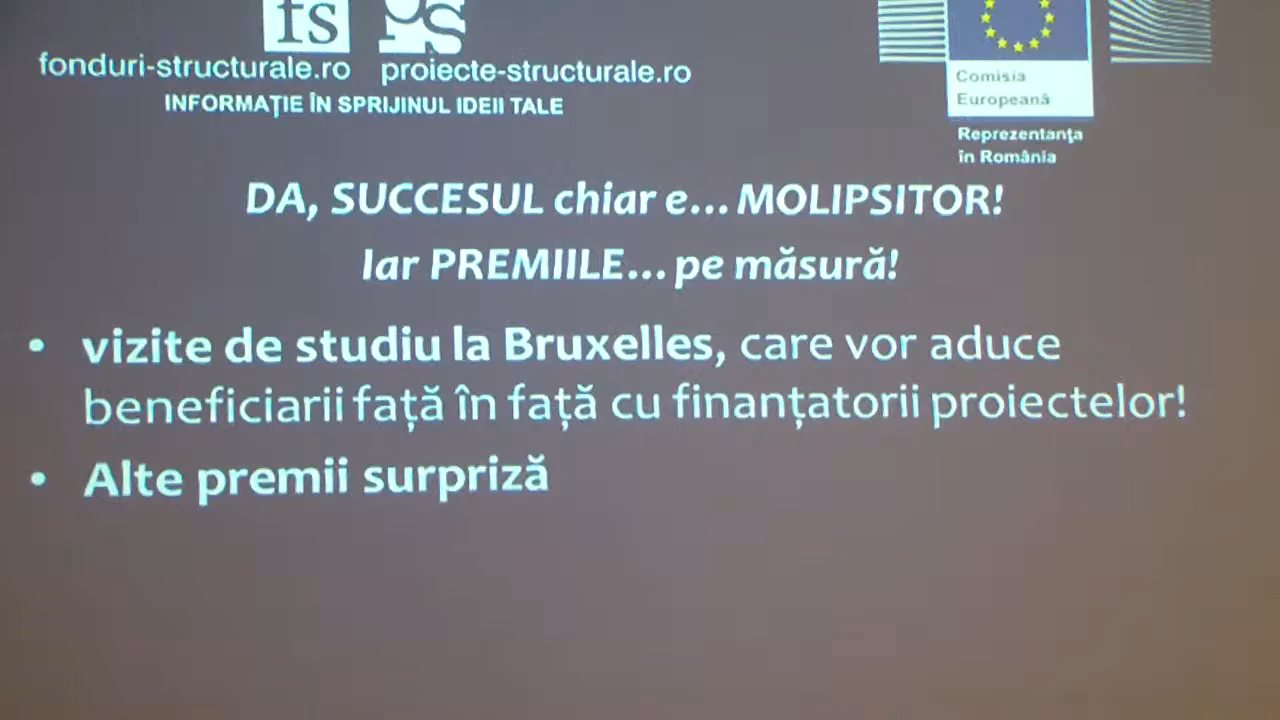 fs ps
fonduri-structurale.ro proiecte-structurale.ro
INFORMAȚIE ÎN SPRIJINUL IDEII TALE
Comisia
Europeană
Reprezentanţa
în România
DA, SUCCESUL chiar e... MOLIPSITOR!
Iar PREMIILE... pe măsură!
• vizite de studiu la Bruxelles, care vor aduce
beneficiarii față în față cu finanțatorii proiectelor!
• Alte premii surpriză